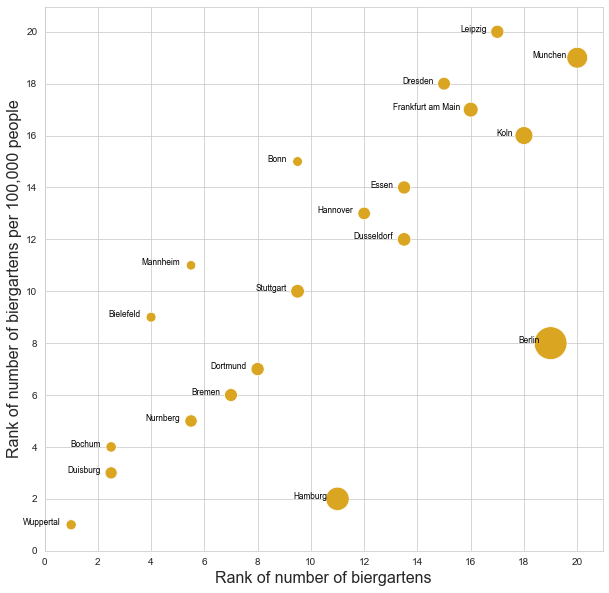 20
Leipzig
Munchen
18
Dresden
Frankfurt am Main
16
Koln
Bonn
14
Essen
Hannover
12
Dusseldorf
Mannheim
10
Stuttgart
Bielefeld
8
Berlin
Dortmund
6
Bremen
Nurnberg
4
Bochum
Duisburg
2
Hamburg
Wuppertal
0
Rank of number of biergartens per 100,000 people
0 2 4 6 8 10 12 14 16 18 20
Rank of number of biergartens